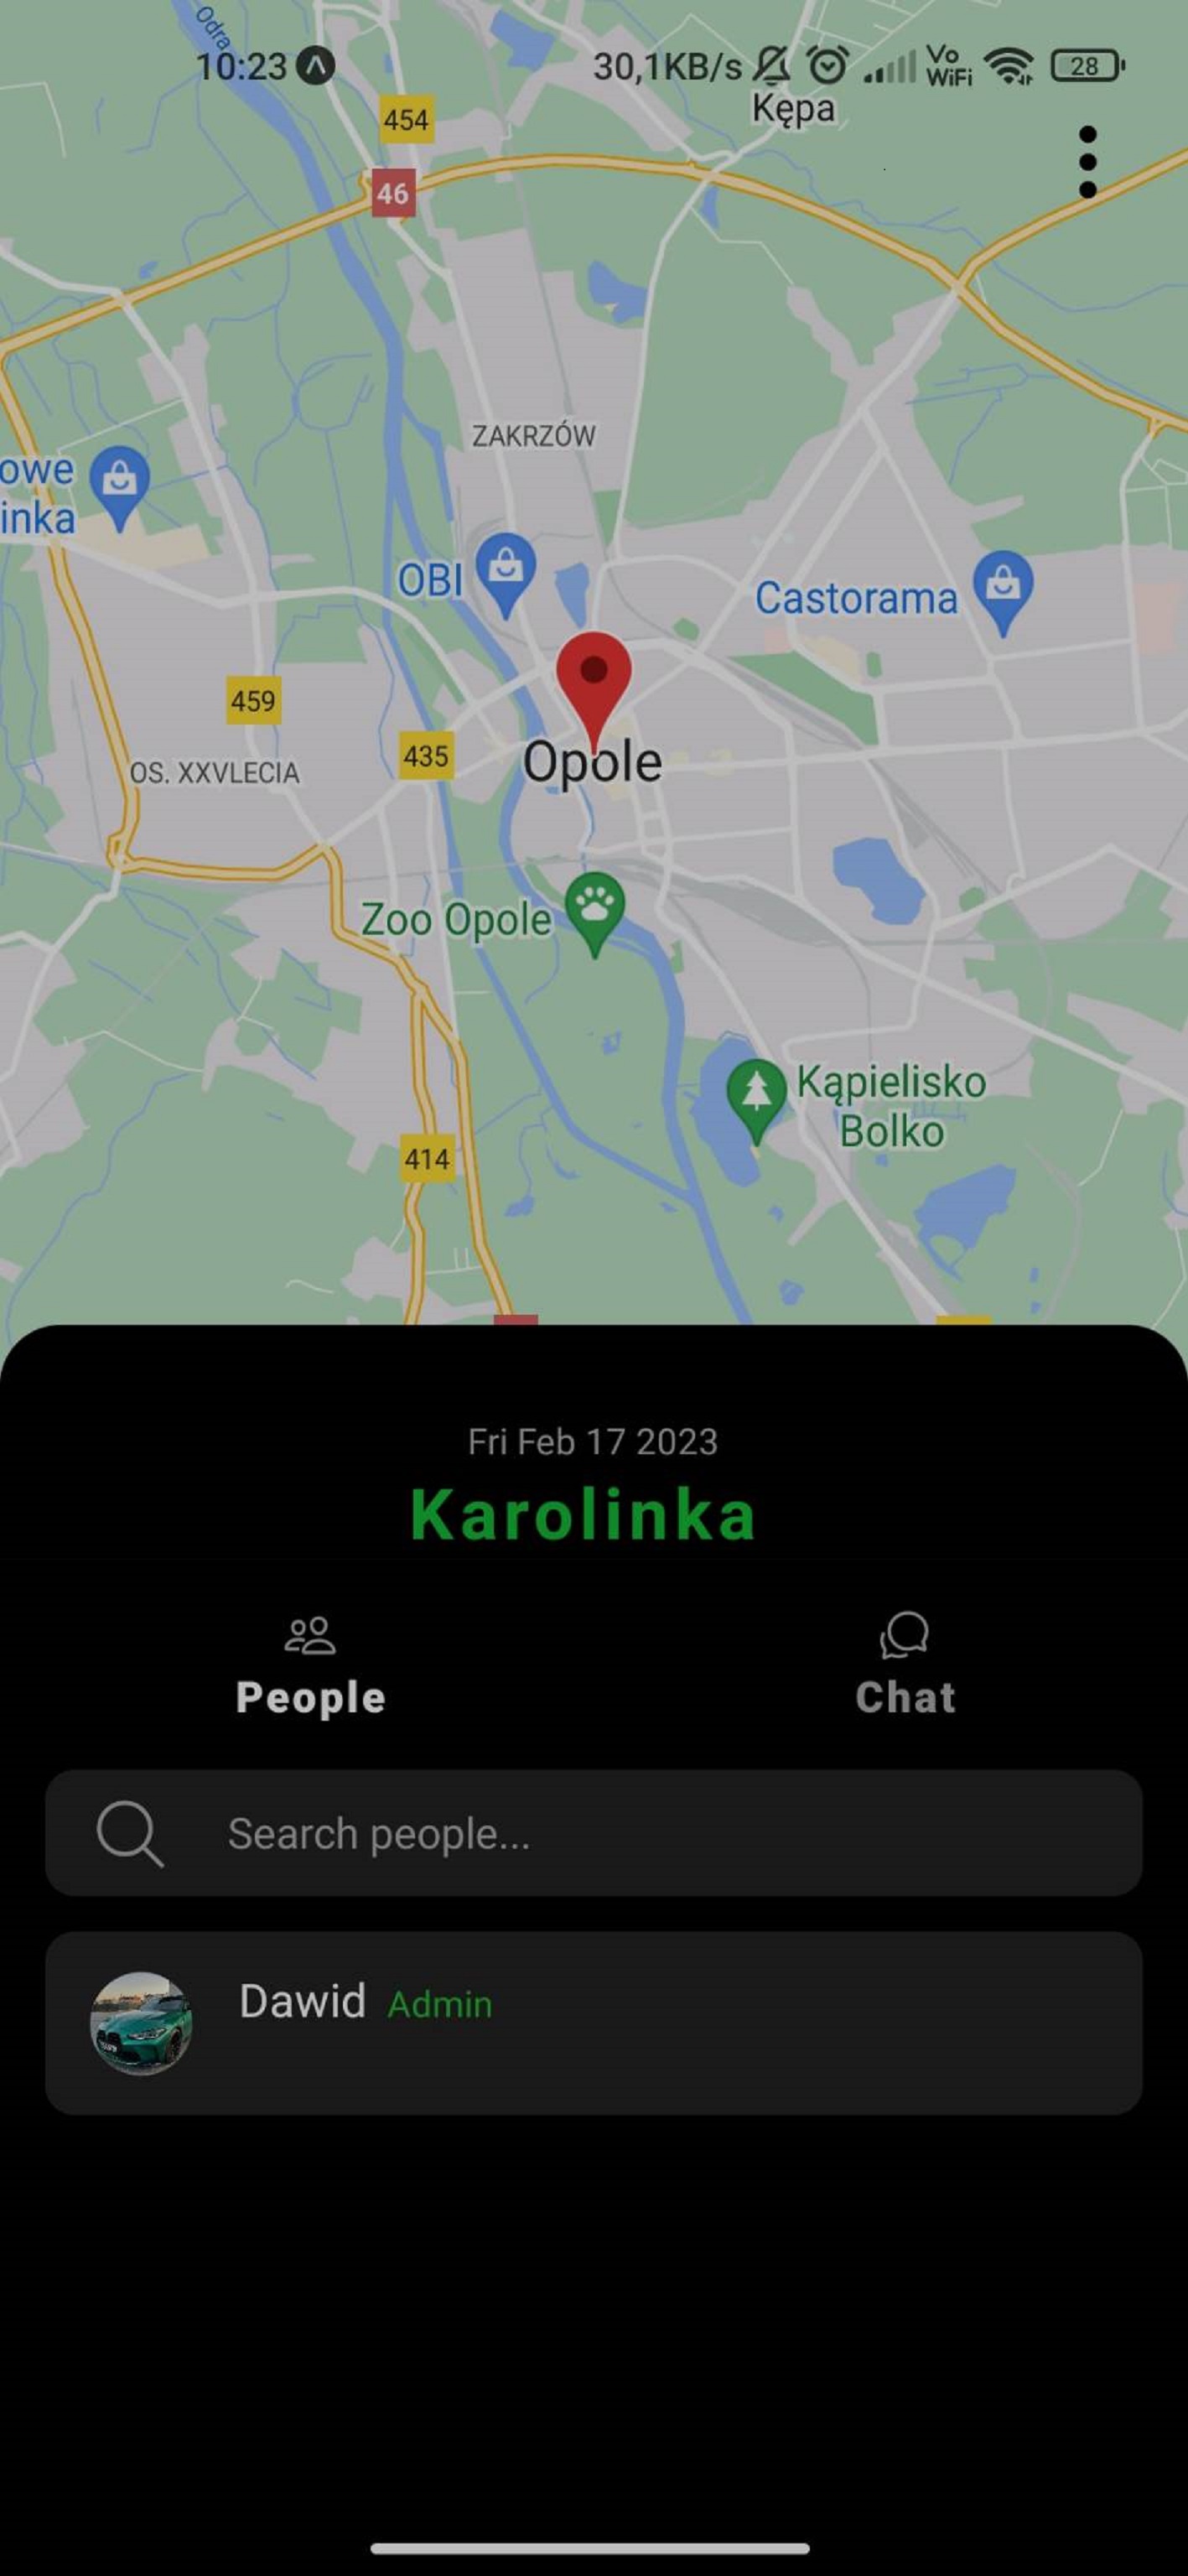 Odra
10:23
30,1KB/s
Vo
WiFi
28
Kępa
454
46
ZAKRZÓW
owe
inka
OBI
Castorama
459
435
OS. XXVLECIA
Opole
Zoo Opole
Kąpielisko
Bolko
414
Fri Feb 17 2023
Karolinka
People
Chat
Search people...
Dawid Admin